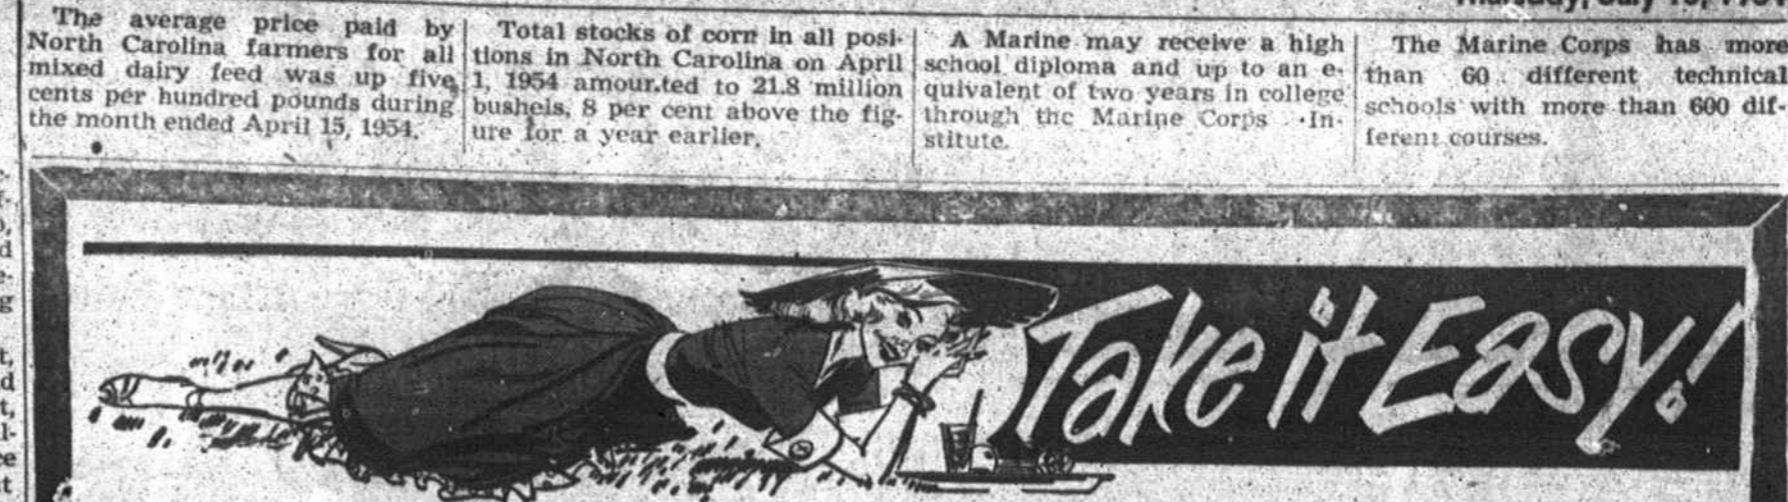 The average price paid by
North Carolina farmers for all
mixed dairy feed was up five
cents per hundred pounds during
the month ended April 15, 1954.
Total stocks of corn in all posi-
tions in North Carolina on April
1, 1954 amounted to 21.8 million
bushels, 8 per cent above the fig-
ure for a year earlier.
A Marine may receive a high
school diploma and up to an e-
quivalent of two years in college
through the Marine Corps In-
stitute.
The Marine Corps has more
than 60 different technical
schools with more than 600 dif-
ferent courses.
Take it Easy!